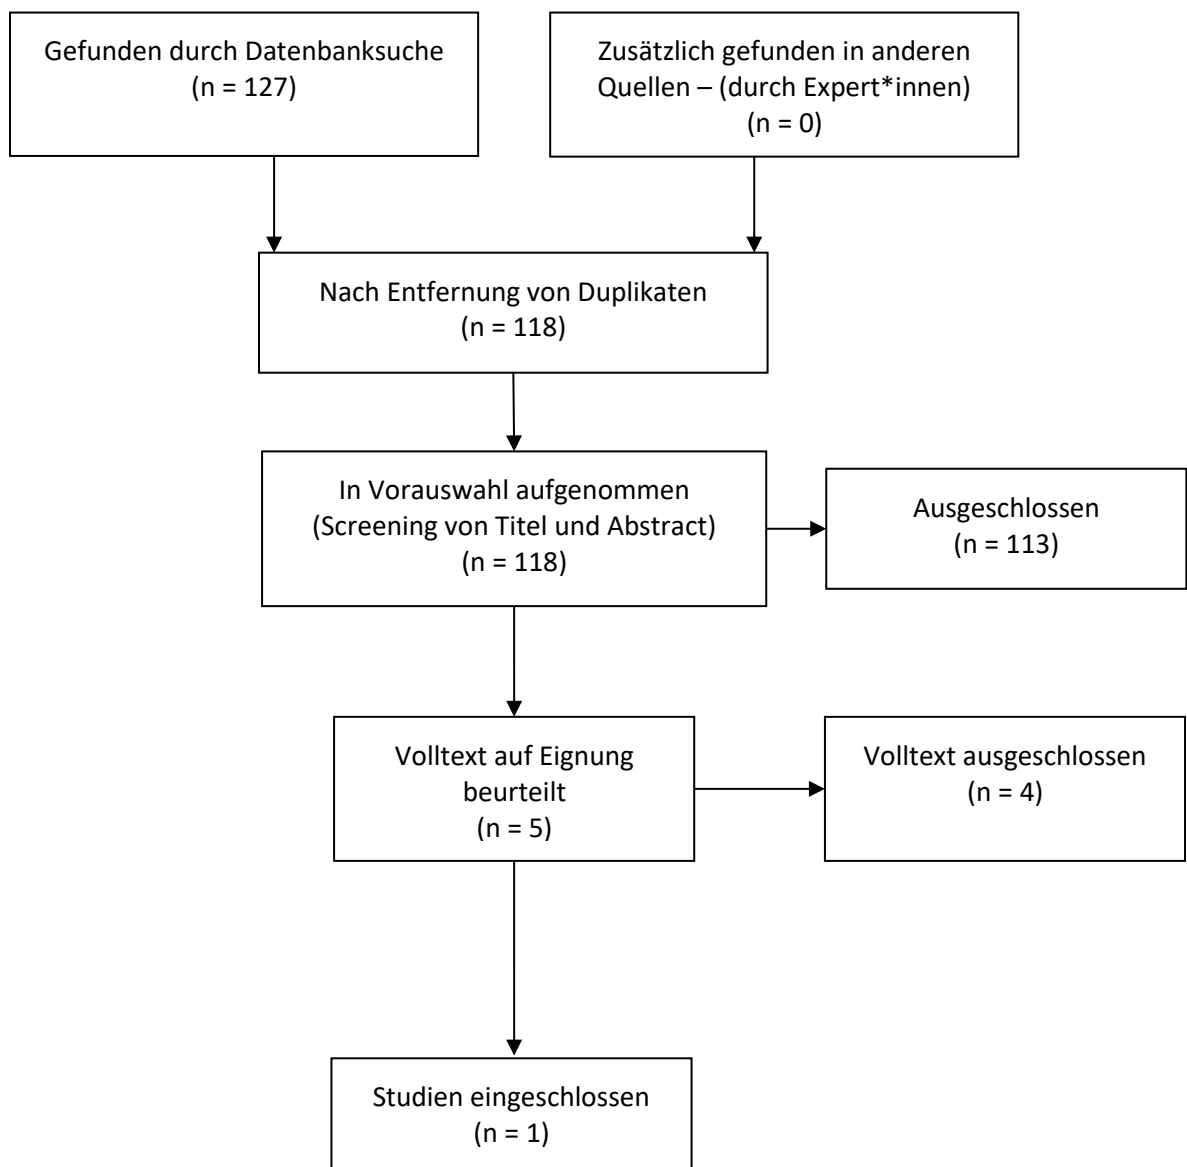 Gefunden durch Datenbanksuche
(n = 127)
Zusätzlich gefunden in anderen
Quellen – (durch Expert*innen)
(n = 0)
Nach Entfernung von Duplikaten
(n = 118)
In Vorauswahl aufgenommen
(Screening von Titel und Abstract)
(n = 118)
Ausgeschlossen
(n = 113)
Volltext auf Eignung
beurteilt
(n = 5)
Volltext ausgeschlossen
(n = 4)
Studien eingeschlossen
(n = 1)